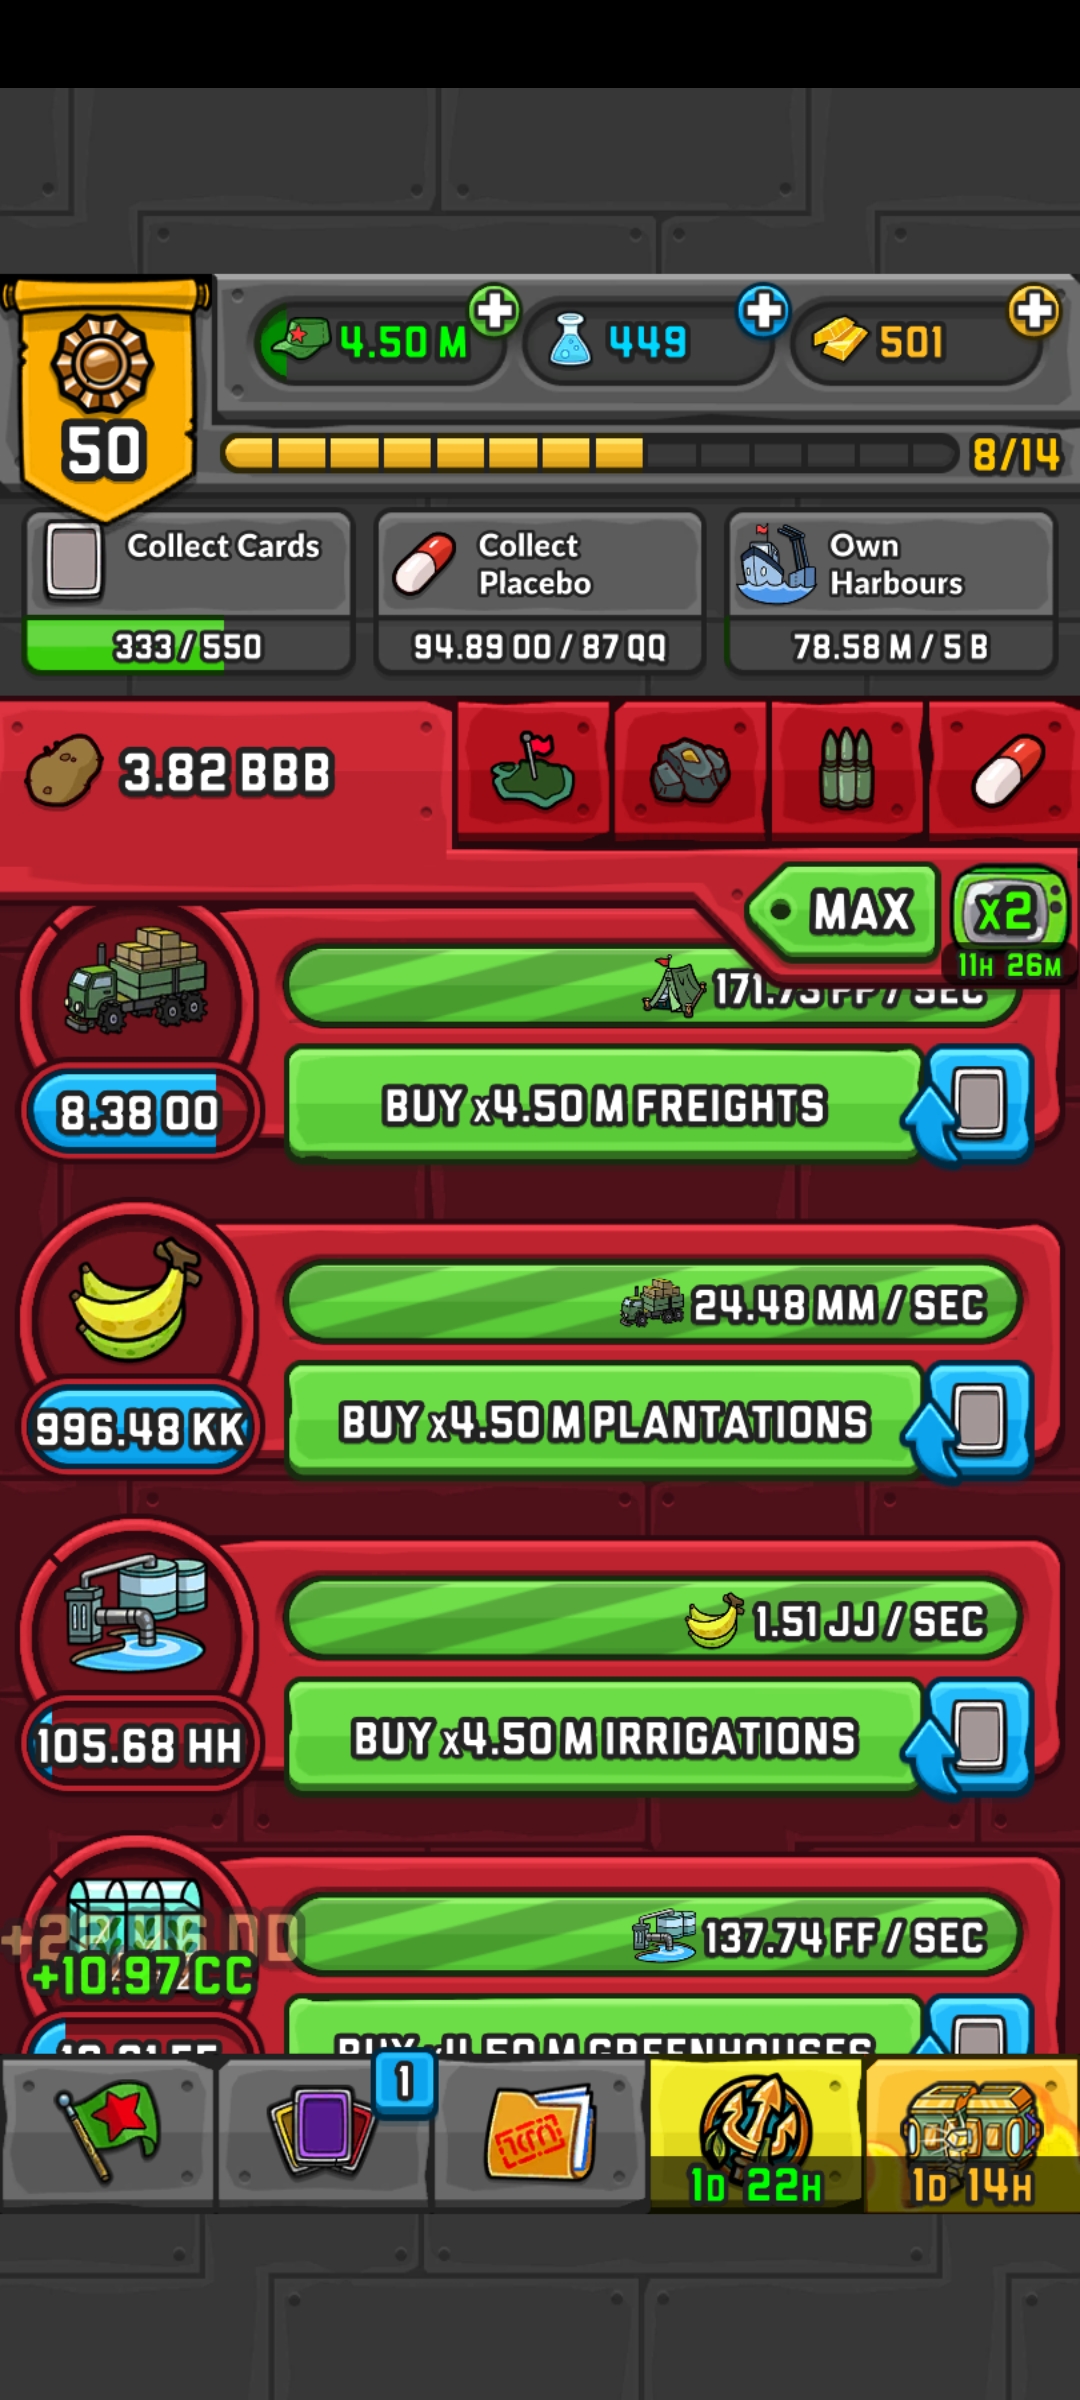 4.50 M
449
501
50
8/14
Collect Cards
333/550
Collect
Placebo
94.89 OO / 87 QQ
Own
Harbours
78.58 M / 5 B
3.82 BBB
MAX
x2
11H 26M
171.73 PP / SEC
8.38 OO
BUY x4.50 M FREIGHTS
24.48 MM / SEC
996.48 KK
BUY x4.50 M PLANTATIONS
1.51 JJ / SEC
105.68 HH
BUY x4.50 M IRRIGATIONS
137.74 FF / SEC
+10.97 CC
BUY x4.50 M GREENHOUSES
1
1D 22H
1D 14H